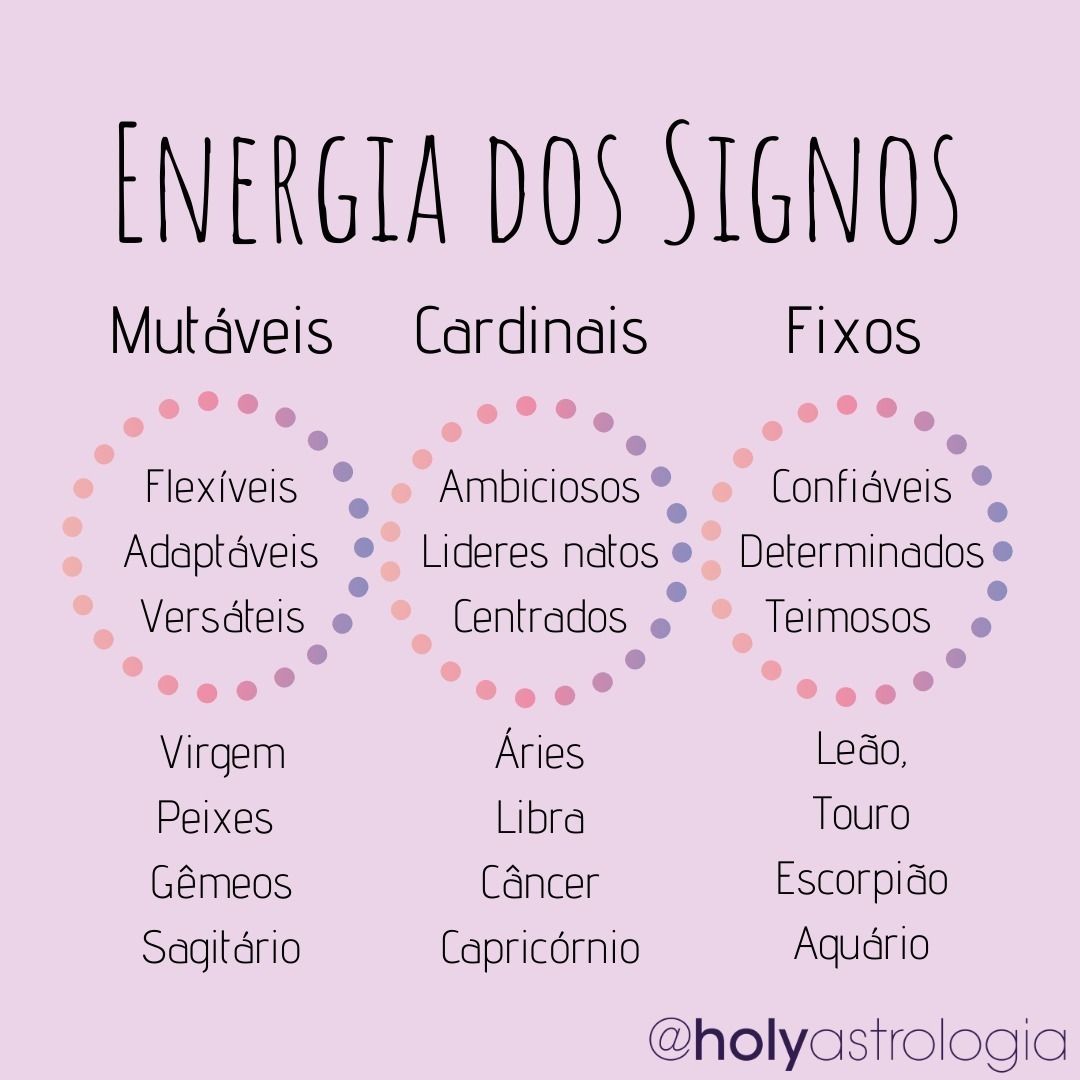 Energia dos Signos
Mutáveis
Flexíveis
Adaptáveis
Versáteis
Virgem
Peixes
Gêmeos
Sagitário
Cardinais
Ambiciosos
Lideres natos
Centrados
Áries
Libra
Câncer
Capricórnio
Fixos
Confiáveis
Determinados
Teimosos
Leão,
Touro
Escorpião
Aquário
@holyastrologia